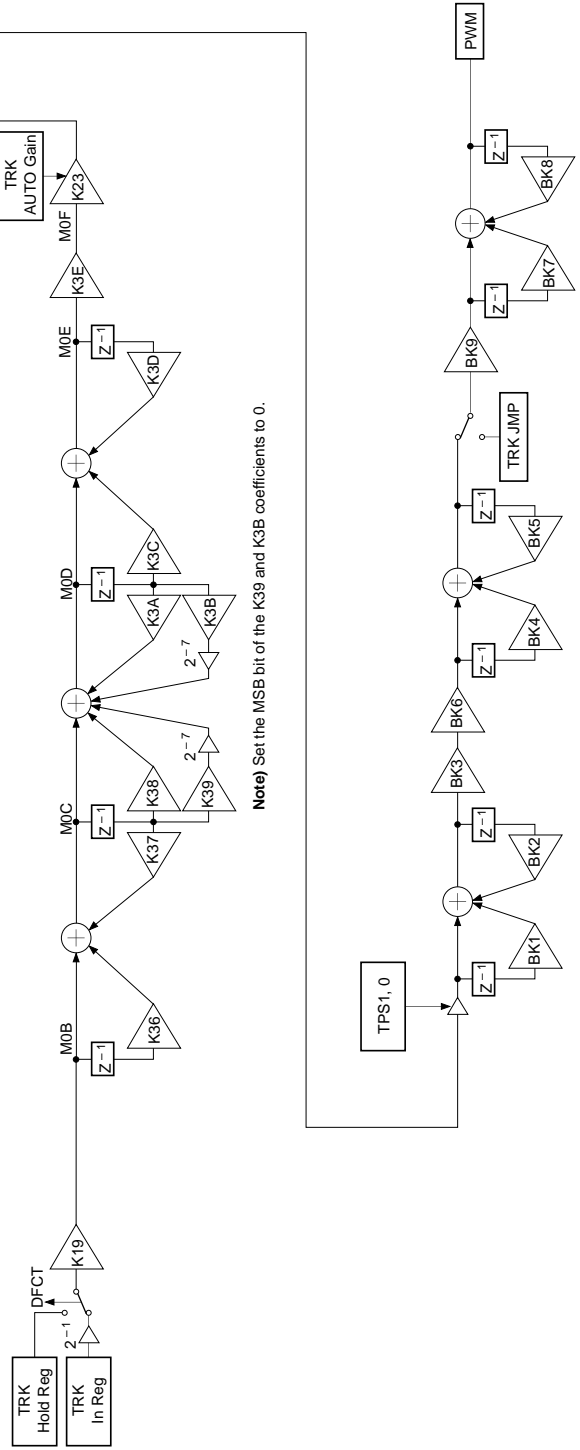 TRK
Hold Reg
TRK
In Reg
2⁻¹
DFCT
K19
M0B
Z⁻¹
K36
K37
Z⁻¹
M0C
K38
K39
2⁻⁷
2⁻⁷
K3A
K3B
Z⁻¹
M0D
K3C
K3D
Z⁻¹
M0E
K3E
M0F
K23
TRK
AUTO Gain
Note) Set the MSB bit of the K39 and K3B coefficients to 0.
TPS1, 0
Z⁻¹
BK1
BK2
Z⁻¹
BK3
BK6
Z⁻¹
BK4
BK5
Z⁻¹
TRK JMP
BK9
Z⁻¹
BK7
BK8
Z⁻¹
PWM